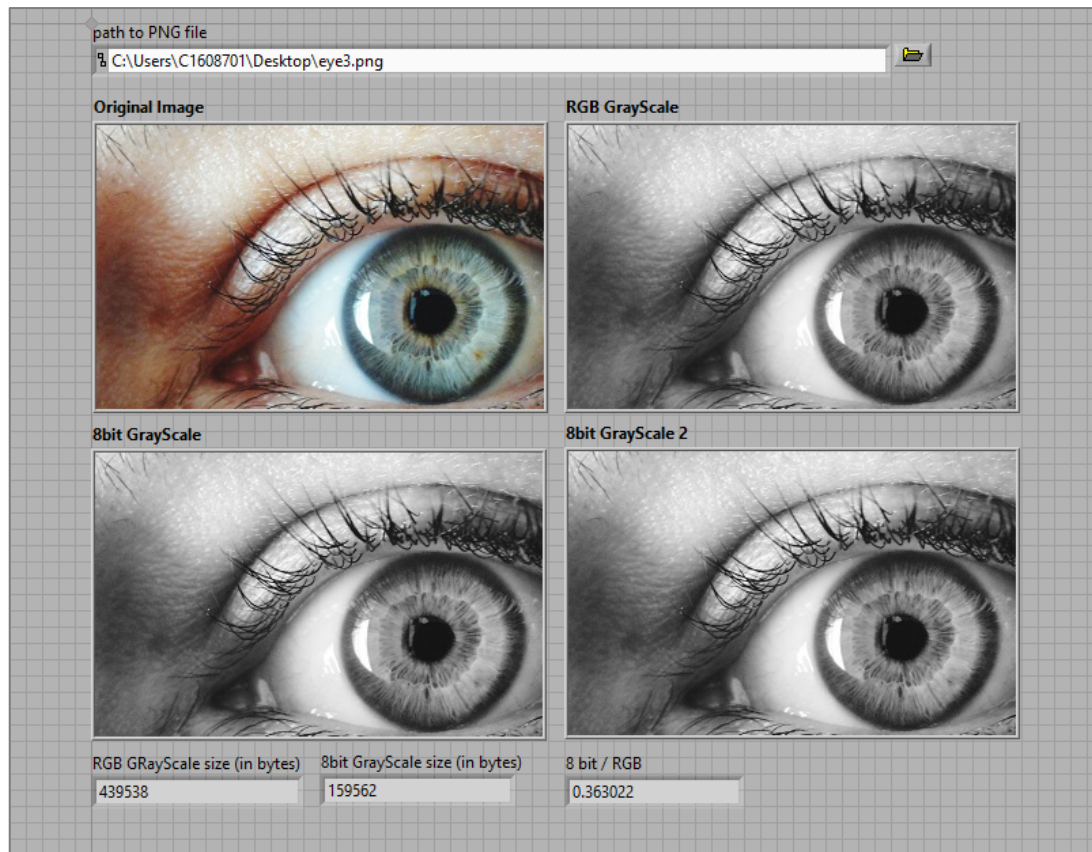 path to PNG file
C:\Users\C1608701\Desktop\eye3.png
Original Image
RGB GrayScale
8bit GrayScale
8bit GrayScale 2
RGB GRayScale size (in bytes)
8bit GrayScale size (in bytes)
8 bit / RGB
439538
159562
0.363022